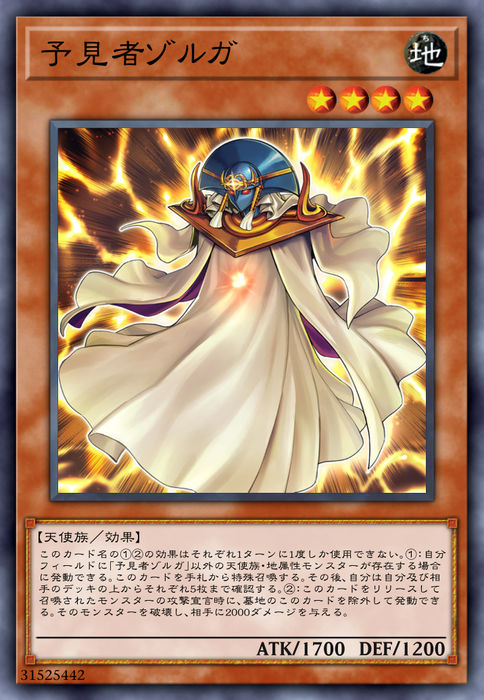 予見者ゾルガ
ち
地
【天使族／効果】
このカード名の①②の効果はそれぞれ1ターンに1度しか使用できない。①：自分
フィールドに「予見者ゾルガ」以外の天使族・地属性モンスターが存在する場合
に発動できる。このカードを手札から特殊召喚する。その後、自分は自分及び相
手のデッキの上からそれぞれ5枚まで確認する。②：このカードをリリースして
召喚されたモンスターの攻撃宣言時に、墓地のこのカードを除外して発動でき
る。そのモンスターを破壊し、相手に2000ダメージを与える。
ATK/1700 DEF/1200
31525442